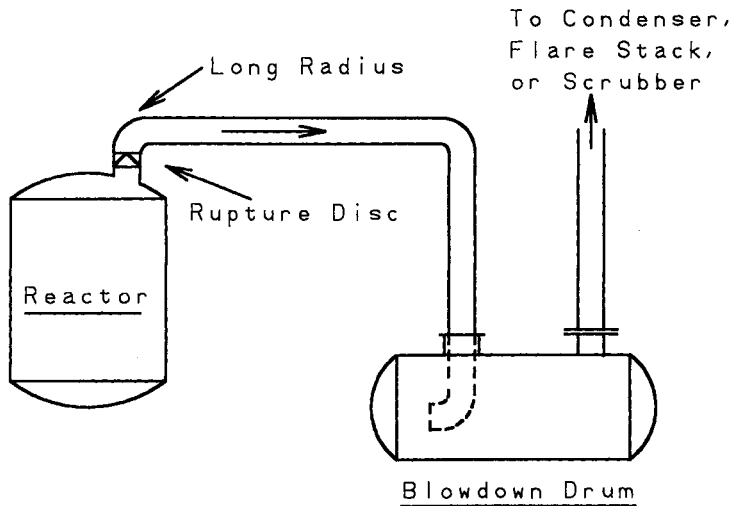 To Condenser,
Flare Stack,
or Scrubber
Long Radius
Rupture Disc
Reactor
Blowdown Drum